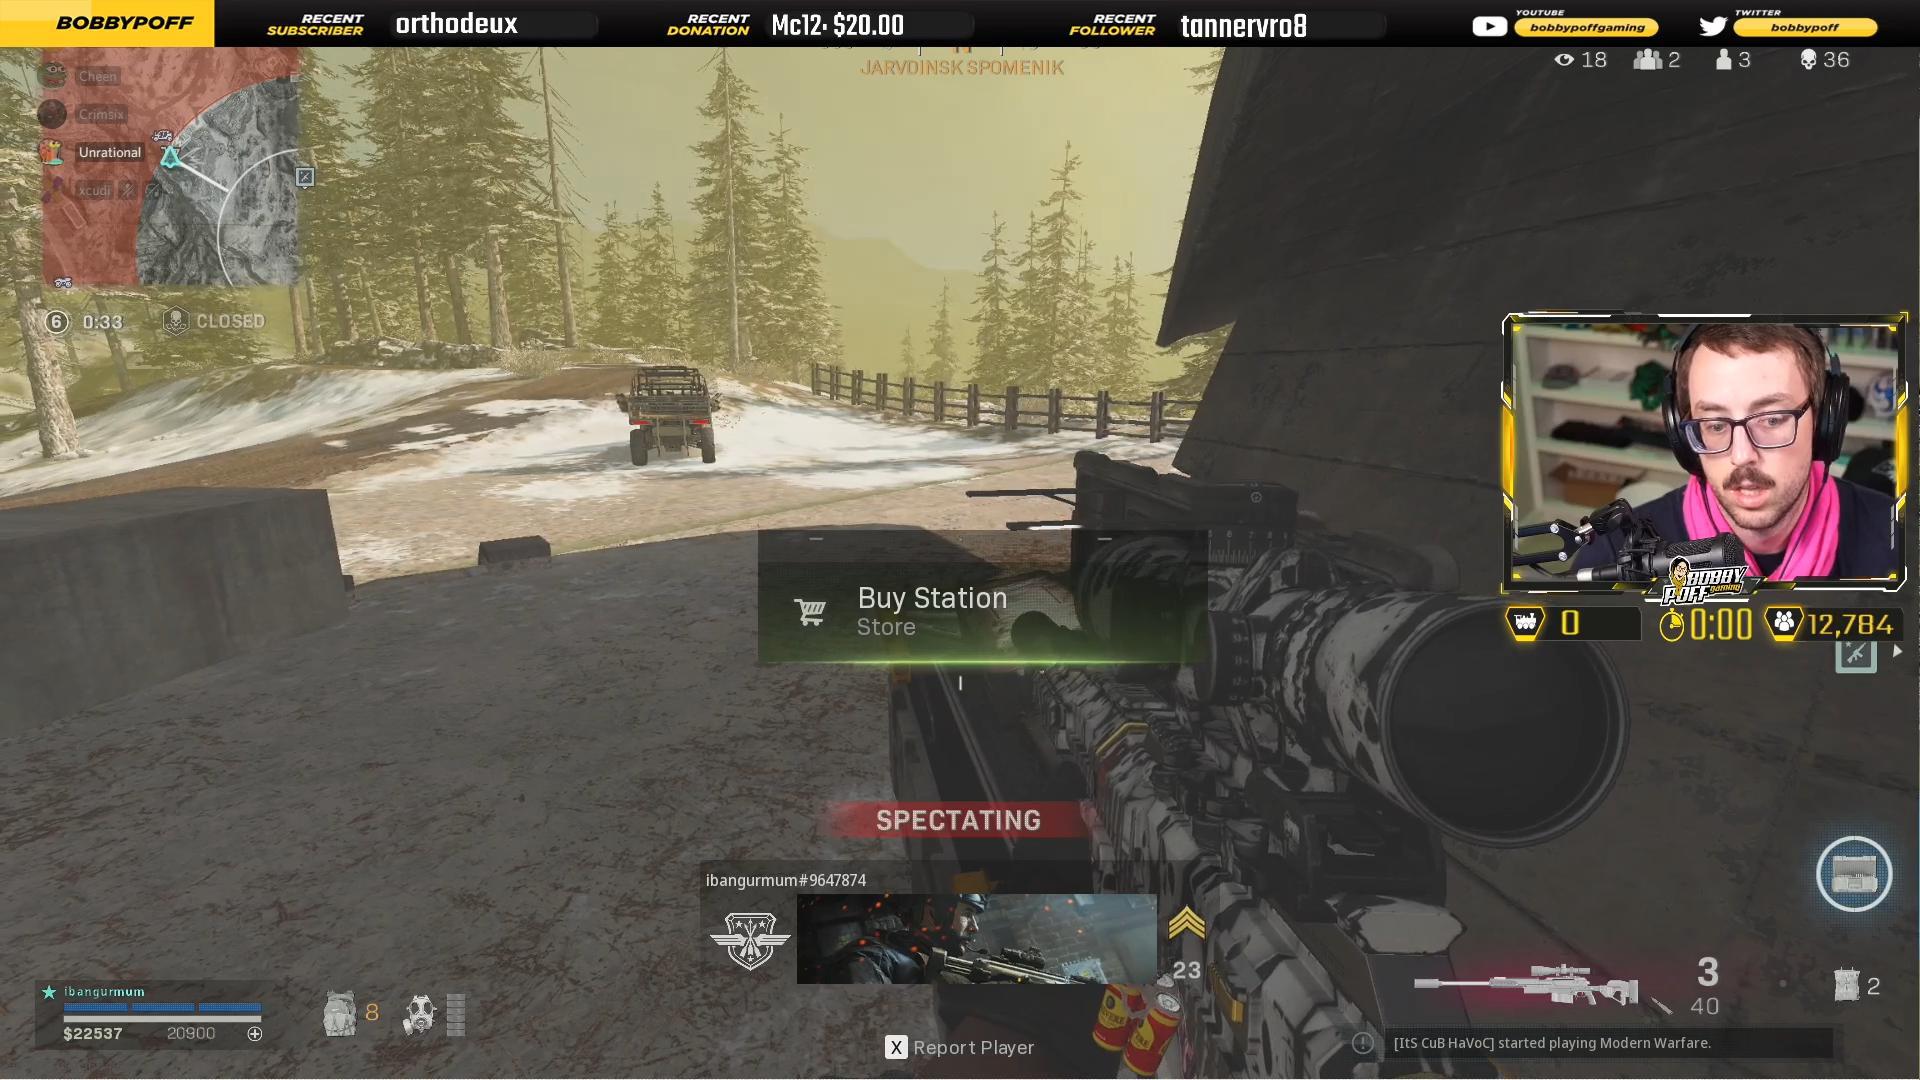 BOBBYPOFF
RECENT SUBSCRIBER
orthodeux
RECENT DONATION
Mc12: $20.00
RECENT FOLLOWER
tannervro8
YOUTUBE
bobbypoffgaming
TWITTER
bobbypoff
JARVDINSK SPOMENIK
18
2
3
36
Cheen
Crimsix
Unrational
xcudi
6
0:33
CLOSED
BOBBY
POFF
GAMING
0
0:00
12,784
Buy Station
Store
SPECTATING
ibangurmum#9647874
23
ibangurmum
$22537
20900
8
3
40
2
X Report Player
[ItS CuB HaVoC] started playing Modern Warfare.